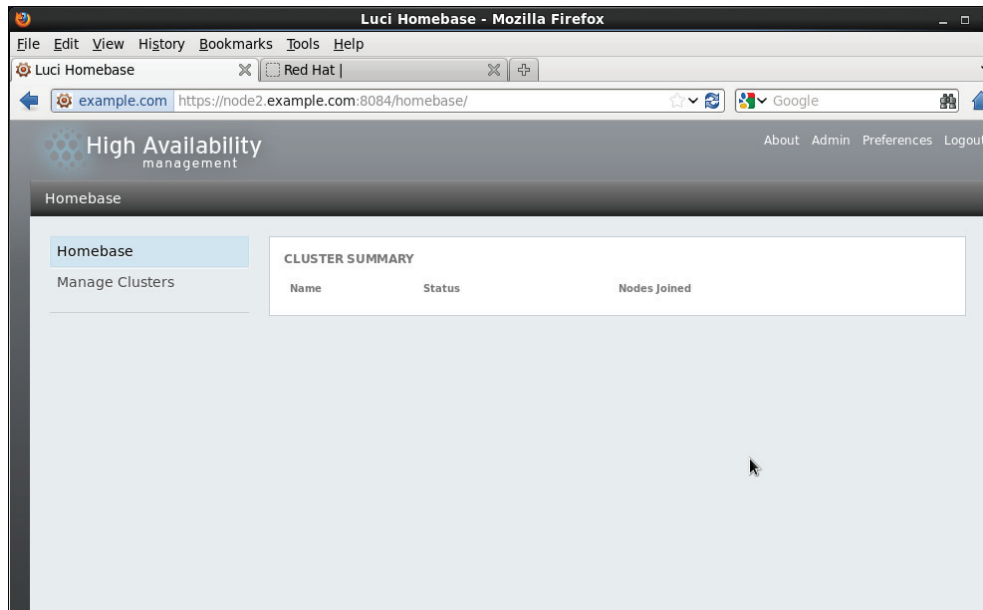 Luci Homebase - Mozilla Firefox
File Edit View History Bookmarks Tools Help
Luci Homebase Red Hat |
example.com https://node2.example.com:8084/homebase/ Google
High Availability
management
About Admin Preferences Logout
Homebase
Homebase
Manage Clusters
CLUSTER SUMMARY
Name Status Nodes Joined